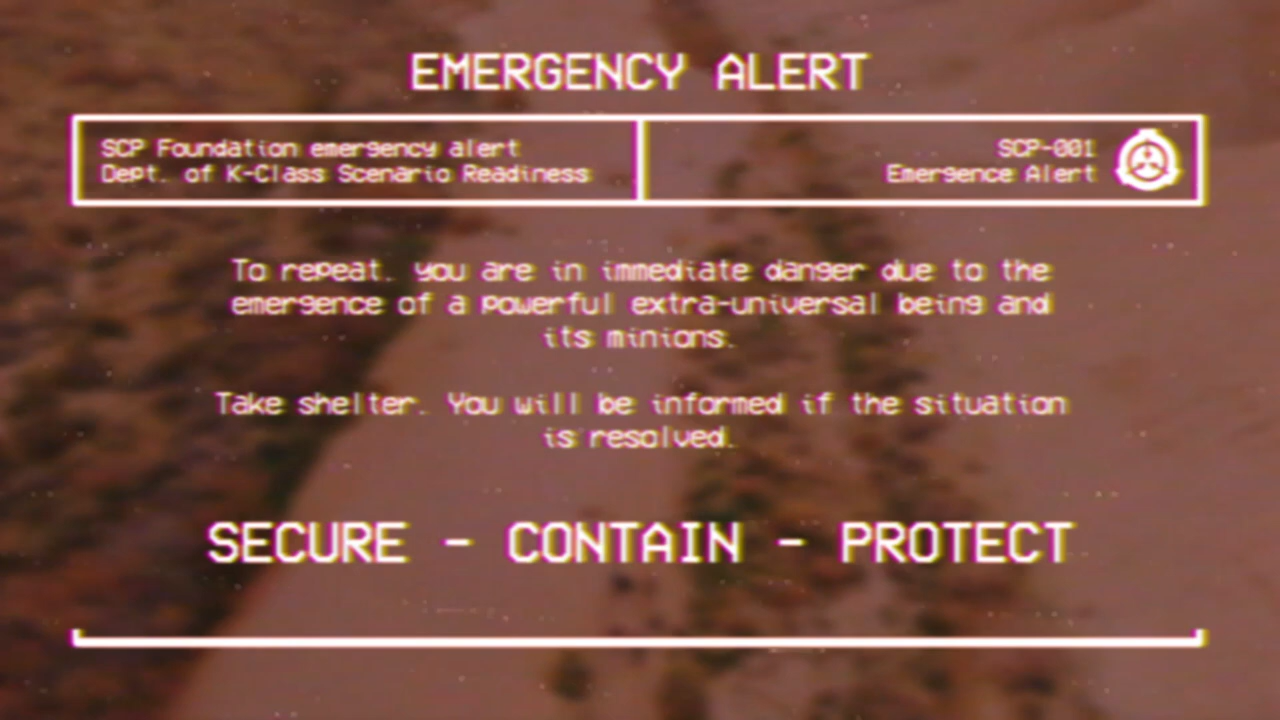 EMERGENCY ALERT
SCP Foundation emergency alert
Dept. of K-Class Scenario Readiness
SCP-001
Emergence Alert
To repeat. you are in immediate danger due to the
emergence of a powerful extra-universal being and
its minions.
Take shelter. You will be informed if the situation
is resolved.
SECURE - CONTAIN - PROTECT